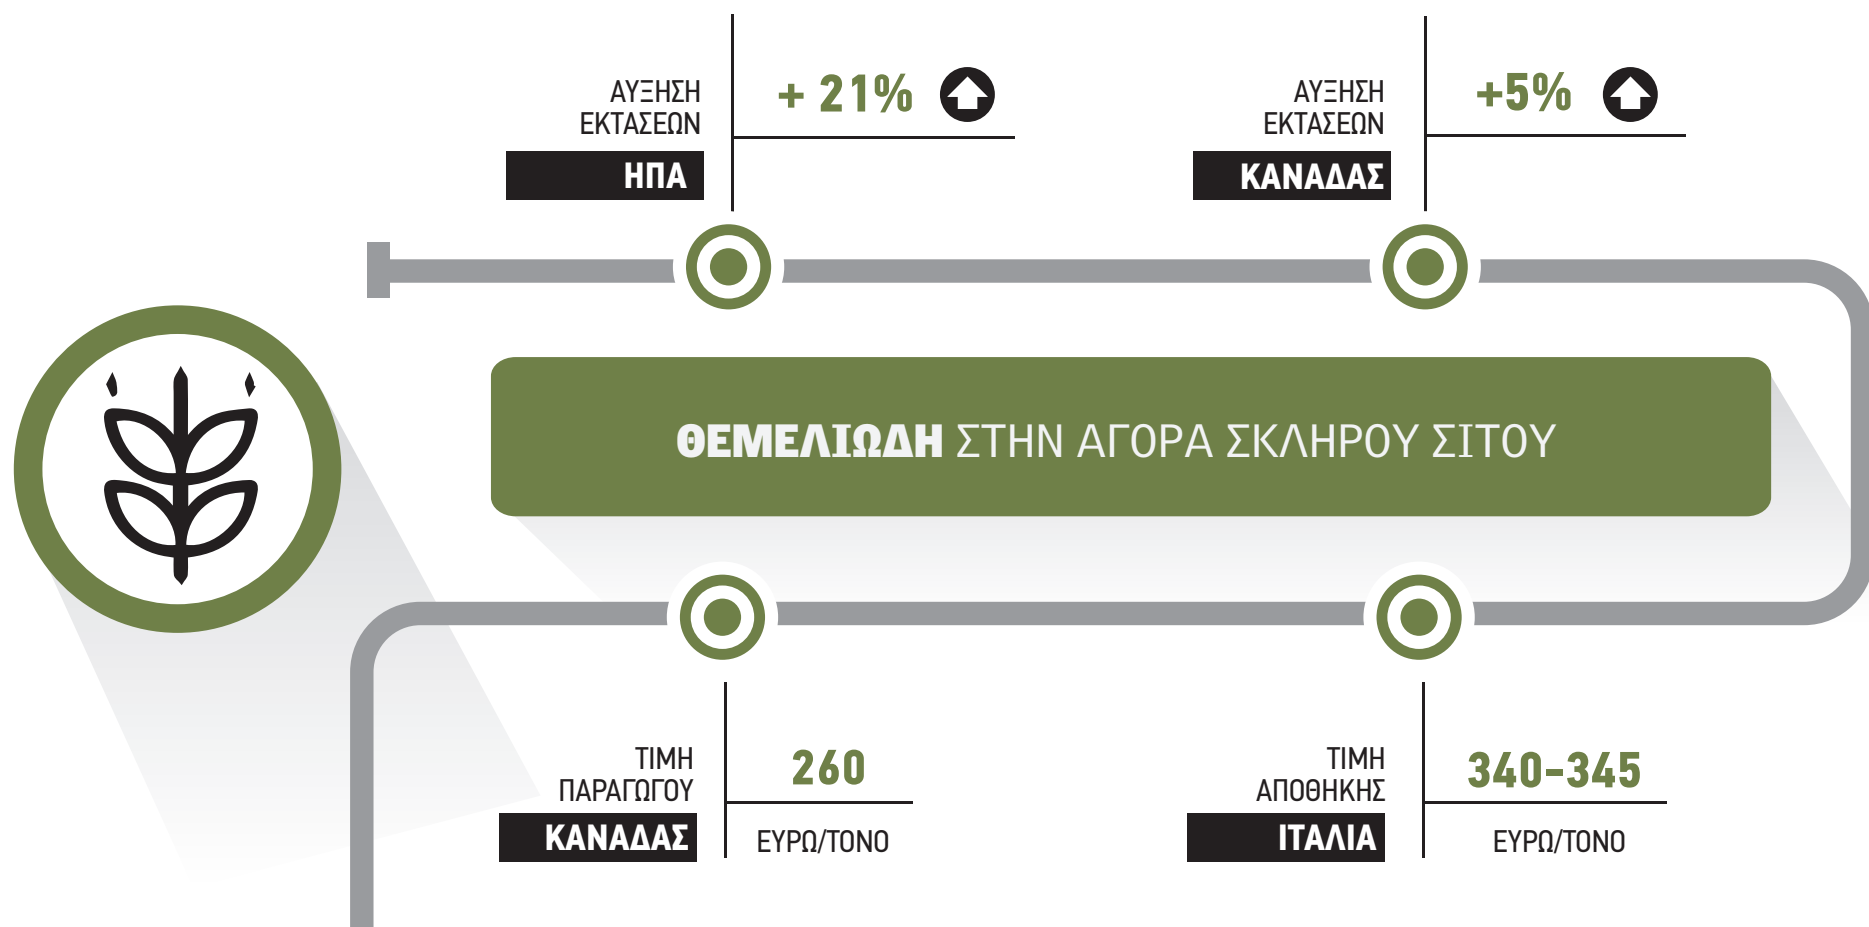 ΑΥΞΗΣΗ
ΕΚΤΑΣΕΩΝ
ΗΠΑ
+ 21%
ΑΥΞΗΣΗ
ΕΚΤΑΣΕΩΝ
ΚΑΝΑΔΑΣ
+5%
ΘΕΜΕΛΙΩΔΗ ΣΤΗΝ ΑΓΟΡΑ ΣΚΛΗΡΟΥ ΣΙΤΟΥ
ΤΙΜΗ
ΠΑΡΑΓΩΓΟΥ
ΚΑΝΑΔΑΣ
260
ΕΥΡΩ/ΤΟΝΟ
ΤΙΜΗ
ΑΠΟΘΗΚΗΣ
ΙΤΑΛΙΑ
340-345
ΕΥΡΩ/ΤΟΝΟ